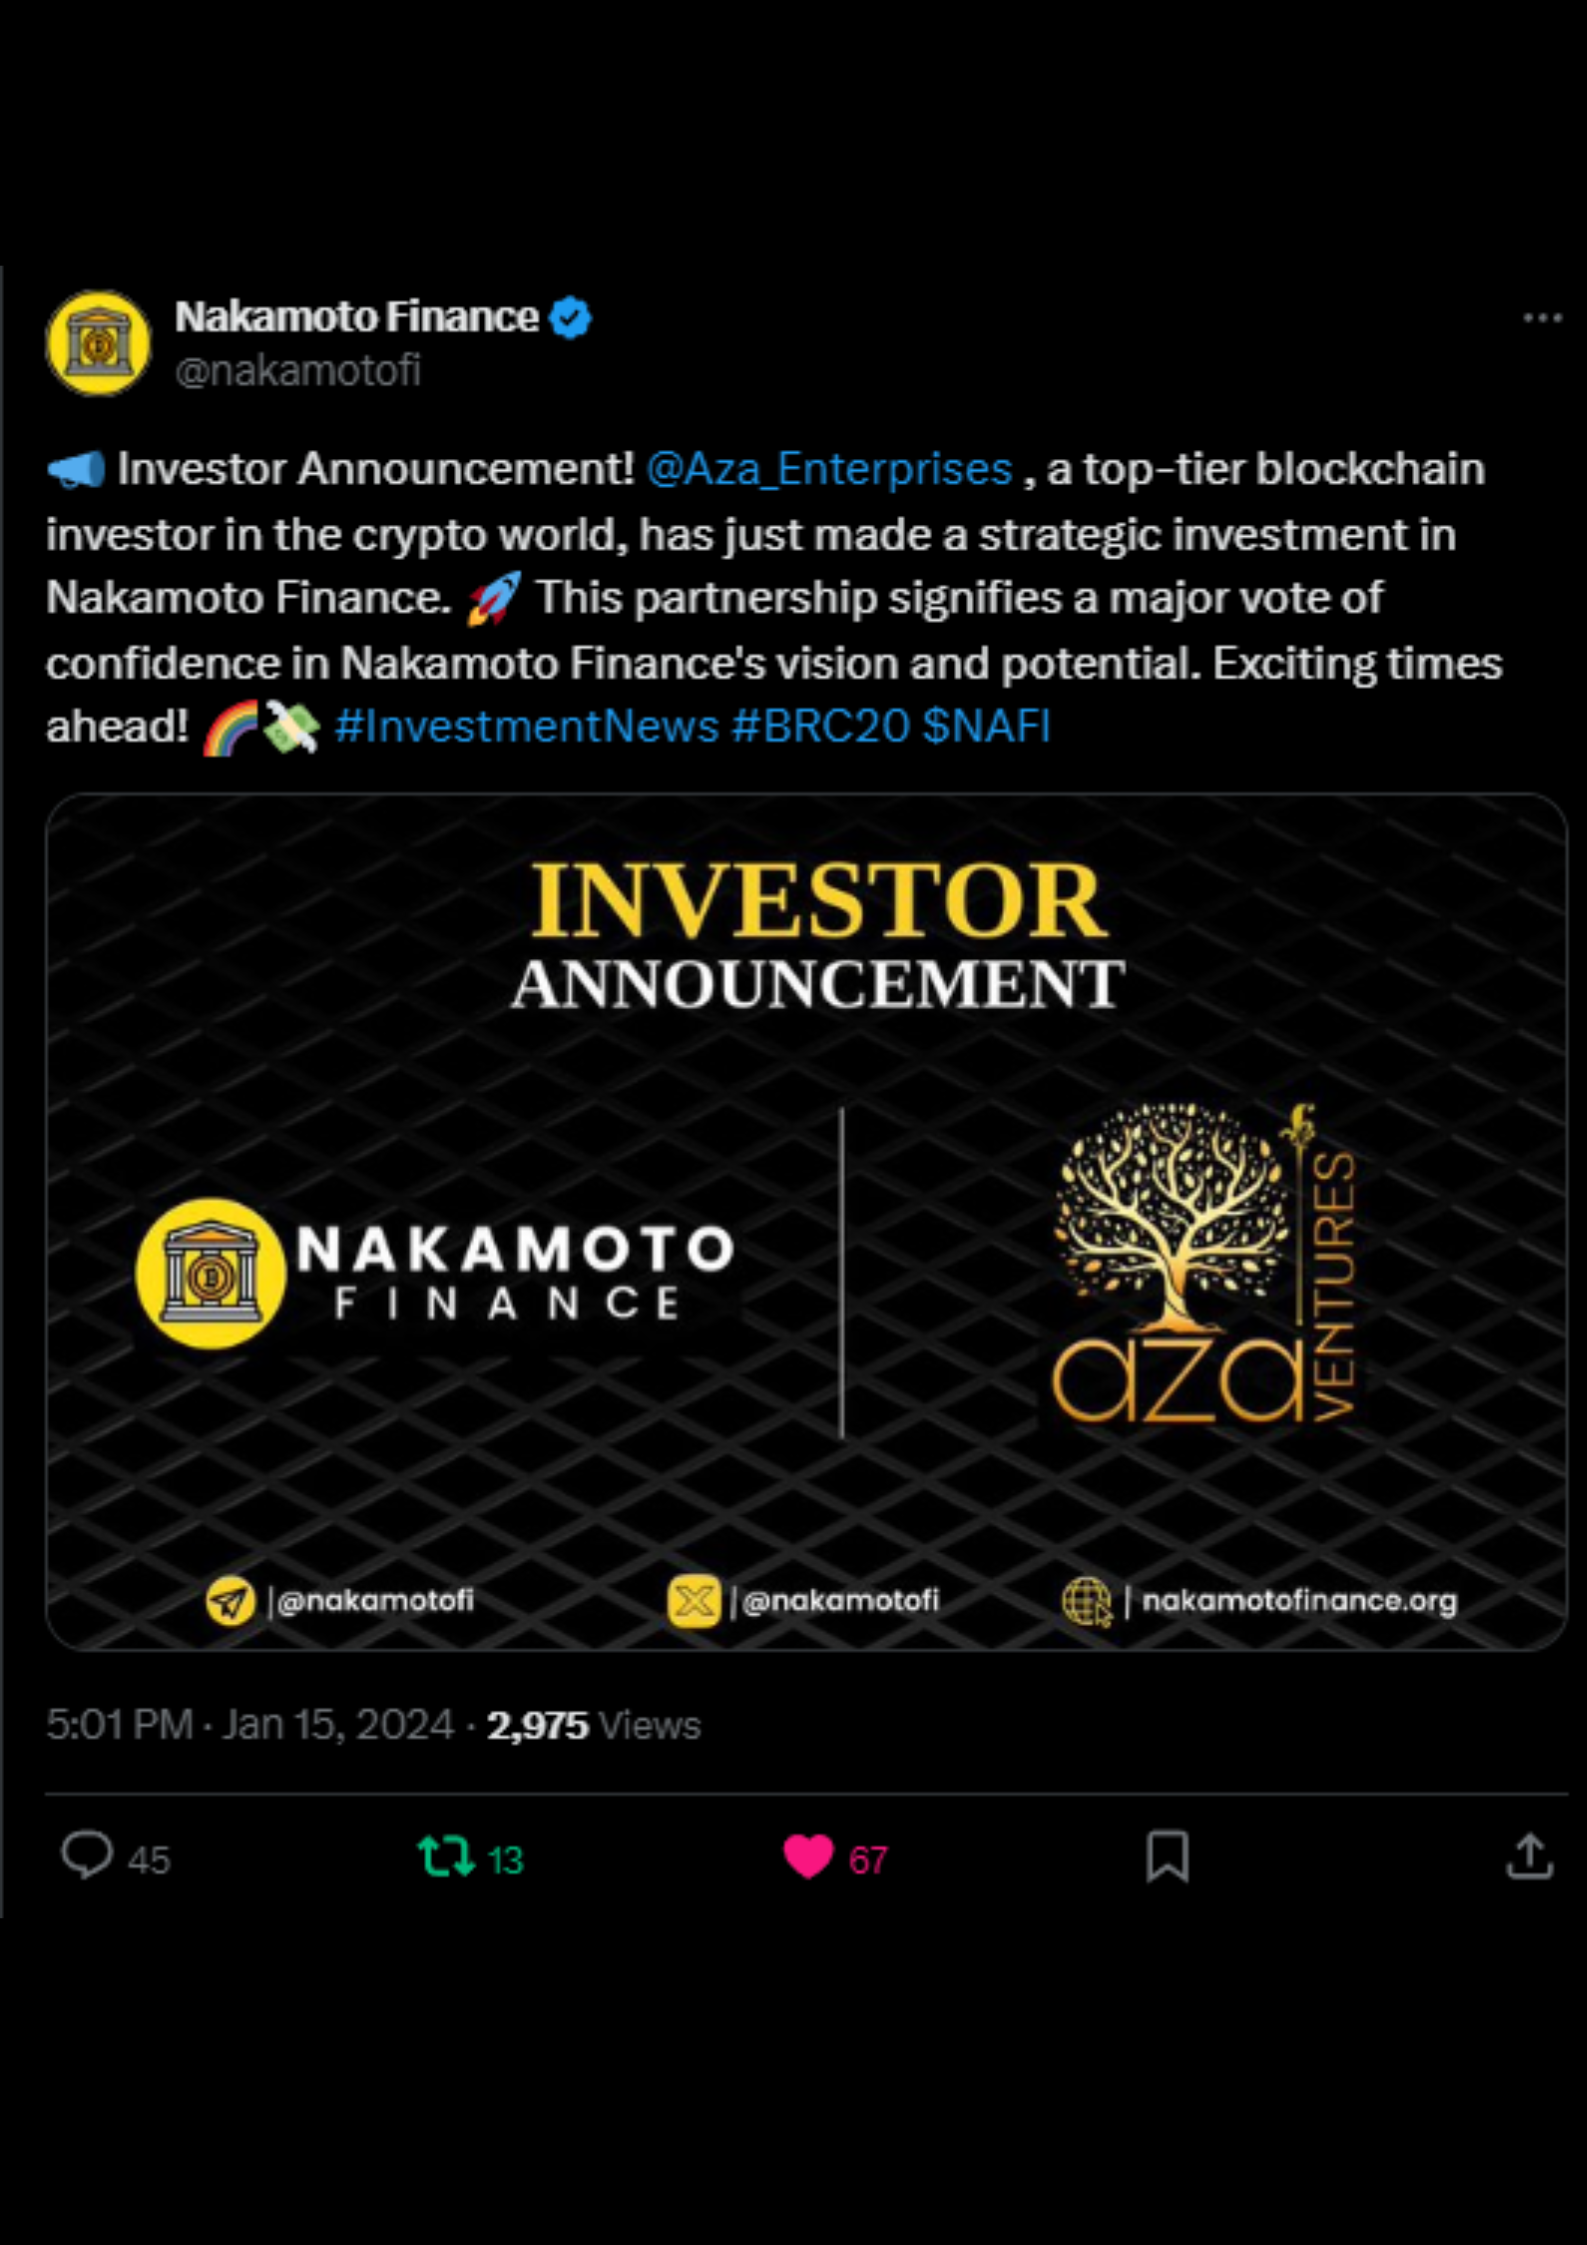 Nakamoto Finance
@nakamotofi
📣 Investor Announcement! @Aza_Enterprises , a top-tier blockchain
investor in the crypto world, has just made a strategic investment in
Nakamoto Finance. 🚀 This partnership signifies a major vote of
confidence in Nakamoto Finance's vision and potential. Exciting times
ahead! 🌈💸 #InvestmentNews #BRC20 $NAFI
INVESTOR
ANNOUNCEMENT
NAKAMOTO
FINANCE
aza
VENTURES
|@nakamotofi
|@nakamotofi
| nakamotofinance.org
5:01 PM · Jan 15, 2024 · 2,975 Views
45
13
67